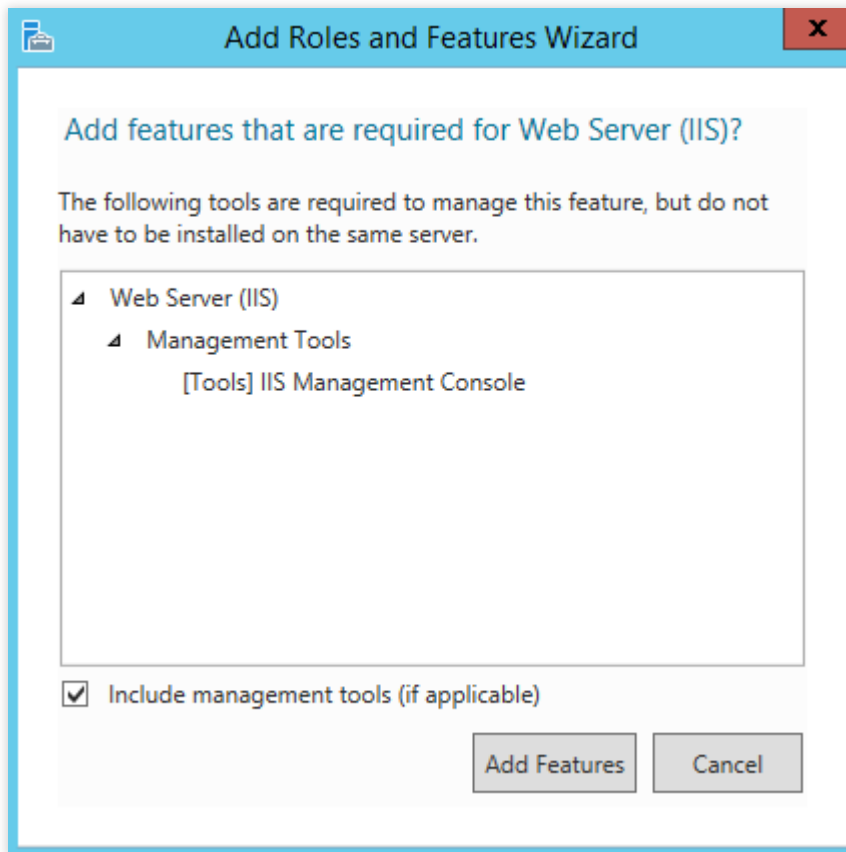 Add Roles and Features Wizard
x
Add features that are required for Web Server (IIS)?
The following tools are required to manage this feature, but do not
have to be installed on the same server.
Web Server (IIS)
Management Tools
[Tools] IIS Management Console
Include management tools (if applicable)
Add Features
Cancel